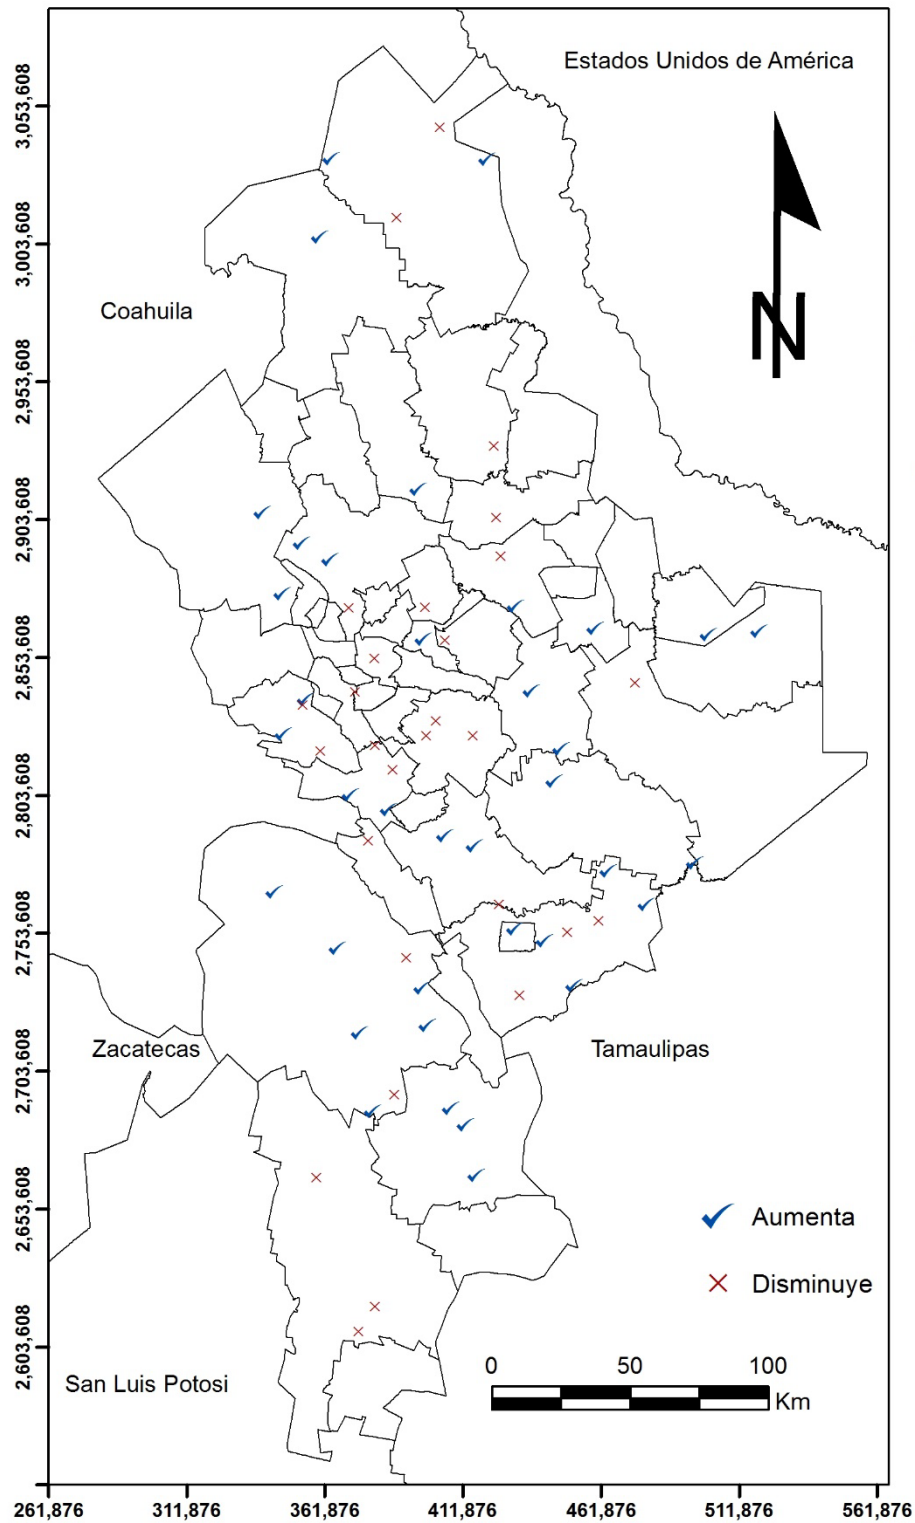 Estados Unidos de América
3,053,608
3,003,608
N
Coahuila
2,953,608
2,903,608
2,853,608
2,803,608
2,753,608
Zacatecas
Tamaulipas
2,703,608
2,653,608
Aumenta
Disminuye
2,603,608
0 50 100
Km
San Luis Potosi
261,876 311,876 361,876 411,876 461,876 511,876 561,876